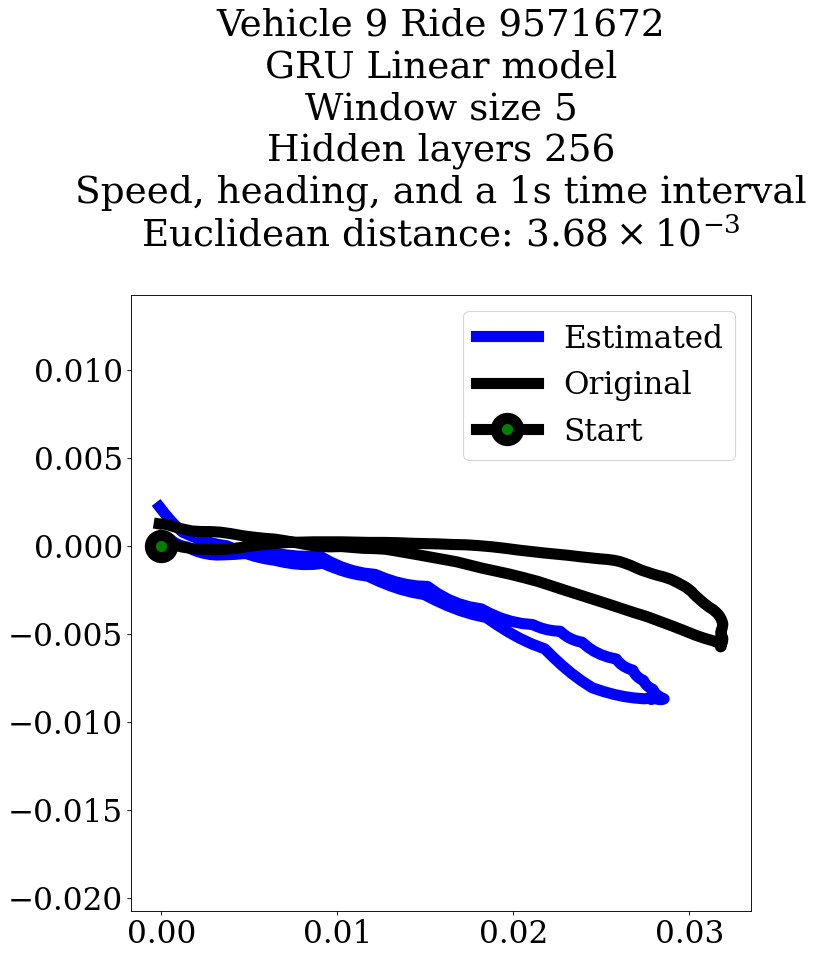 Vehicle 9 Ride 9571672
GRU Linear model
Window size 5
Hidden layers 256
Speed, heading, and a 1s time interval
Euclidean distance: 3.68 × 10⁻³
Estimated
Original
Start
0.010
0.005
0.000
−0.005
−0.010
−0.015
−0.020
0.00 0.01 0.02 0.03